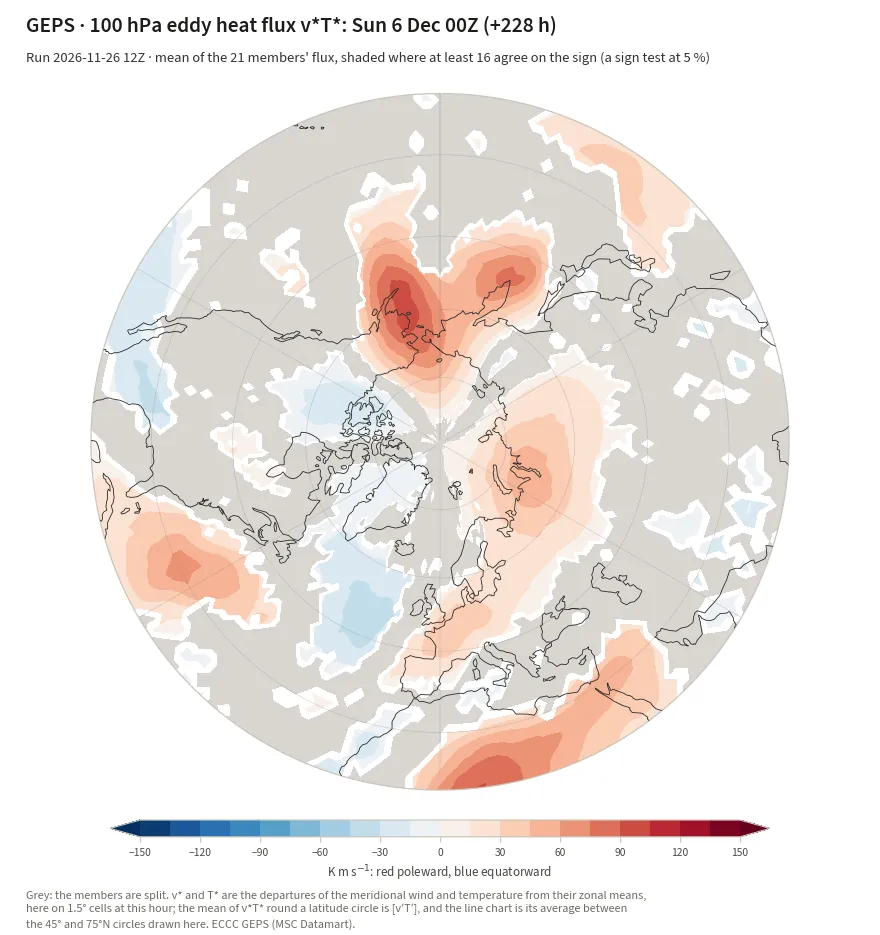 GEPS · 100 hPa eddy heat flux v*T*: Sun 6 Dec 00Z (+228 h)
Run 2026-11-26 12Z · mean of the 21 members' flux, shaded where at least 16 agree on the sign (a sign test at 5 %)
−150 −120 −90 −60 −30 0 30 60 90 120 150
K m s⁻¹: red poleward, blue equatorward
Grey: the members are split. v* and T* are the departures of the meridional wind and temperature from their zonal means,
here on 1.5° cells at this hour; the mean of v*T* round a latitude circle is [v'T'], and the line chart is its average between
the 45° and 75°N circles drawn here. ECCC GEPS (MSC Datamart).